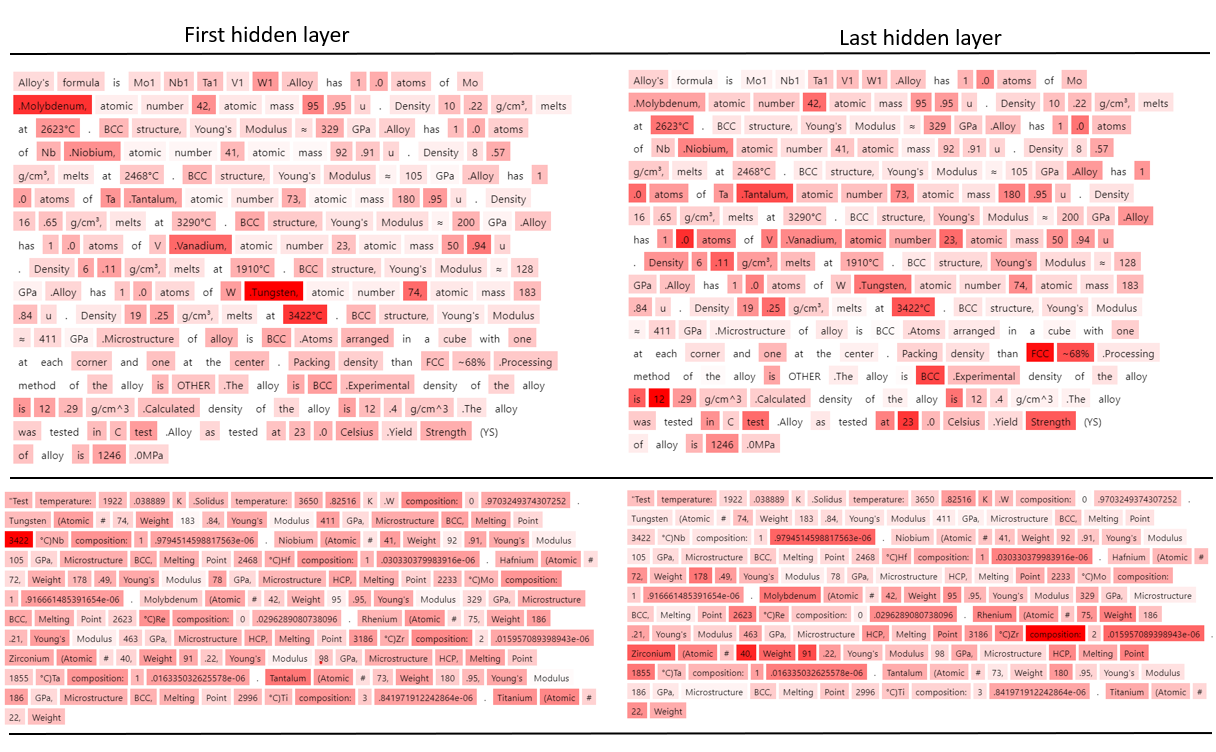 First hidden layer
Last hidden layer
Alloy's formula is Mo1 Nb1 Ta1 V1 W1 .Alloy has 1 .0 atoms of Mo
.Molybdenum, atomic number 42, atomic mass 95 .95 u . Density 10 .22 g/cm³, melts
at 2623°C . BCC structure, Young's Modulus ≈ 329 GPa .Alloy has 1 .0 atoms
of Nb .Niobium, atomic number 41, atomic mass 92 .91 u . Density 8 .57
g/cm³, melts at 2468°C . BCC structure, Young's Modulus ≈ 105 GPa .Alloy has 1
.0 atoms of Ta .Tantalum, atomic number 73, atomic mass 180 .95 u . Density
16 .65 g/cm³, melts at 3290°C . BCC structure, Young's Modulus ≈ 200 GPa .Alloy
has 1 .0 atoms of V .Vanadium, atomic number 23, atomic mass 50 .94 u
. Density 6 .11 g/cm³, melts at 1910°C . BCC structure, Young's Modulus ≈ 128
GPa .Alloy has 1 .0 atoms of W .Tungsten, atomic number 74, atomic mass 183
.84 u . Density 19 .25 g/cm³, melts at 3422°C . BCC structure, Young's Modulus
≈ 411 GPa .Microstructure of alloy is BCC .Atoms arranged in a cube with one
at each corner and one at the center . Packing density than FCC ~68% .Processing
method of the alloy is OTHER .The alloy is BCC .Experimental density of the alloy
is 12 .29 g/cm^3 .Calculated density of the alloy is 12 .4 g/cm^3 .The alloy
was tested in C test .Alloy as tested at 23 .0 Celsius .Yield Strength (YS)
of alloy is 1246 .0MPa
Alloy's formula is Mo1 Nb1 Ta1 V1 W1 .Alloy has 1 .0 atoms of Mo
.Molybdenum, atomic number 42, atomic mass 95 .95 u . Density 10 .22 g/cm³, melts
at 2623°C . BCC structure, Young's Modulus ≈ 329 GPa .Alloy has 1 .0 atoms
of Nb .Niobium, atomic number 41, atomic mass 92 .91 u . Density 8 .57
g/cm³, melts at 2468°C . BCC structure, Young's Modulus ≈ 105 GPa .Alloy has 1
.0 atoms of Ta .Tantalum, atomic number 73, atomic mass 180 .95 u . Density
16 .65 g/cm³, melts at 3290°C . BCC structure, Young's Modulus ≈ 200 GPa .Alloy
has 1 .0 atoms of V .Vanadium, atomic number 23, atomic mass 50 .94 u
. Density 6 .11 g/cm³, melts at 1910°C . BCC structure, Young's Modulus ≈ 128
GPa .Alloy has 1 .0 atoms of W .Tungsten, atomic number 74, atomic mass 183
.84 u . Density 19 .25 g/cm³, melts at 3422°C . BCC structure, Young's Modulus
≈ 411 GPa .Microstructure of alloy is BCC .Atoms arranged in a cube with one
at each corner and one at the center . Packing density than FCC ~68% .Processing
method of the alloy is OTHER .The alloy is BCC .Experimental density of the alloy
is 12 .29 g/cm^3 .Calculated density of the alloy is 12 .4 g/cm^3 .The alloy
was tested in C test .Alloy as tested at 23 .0 Celsius .Yield Strength (YS)
of alloy is 1246 .0MPa
"Test temperature: 1922 .038889 K .Solidus temperature: 3650 .82516 K .W composition: 0 .9703249374307252 .
Tungsten (Atomic # 74, Weight 183 .84, Young's Modulus 411 GPa, Microstructure BCC, Melting Point
3422 °C)Nb composition: 1 .9794514598817563e-06 . Niobium (Atomic # 41, Weight 92 .91, Young's Modulus
105 GPa, Microstructure BCC, Melting Point 2468 °C)Hf composition: 1 .030330379983916e-06 . Hafnium (Atomic #
72, Weight 178 .49, Young's Modulus 78 GPa, Microstructure HCP, Melting Point 2233 °C)Mo composition:
1 .916661485391654e-06 . Molybdenum (Atomic # 42, Weight 95 .95, Young's Modulus 329 GPa, Microstructure
BCC, Melting Point 2623 °C)Re composition: 0 .0296289080738096 . Rhenium (Atomic # 75, Weight 186
.21, Young's Modulus 463 GPa, Microstructure HCP, Melting Point 3186 °C)Zr composition: 2 .015957089398943e-06 .
Zirconium (Atomic # 40, Weight 91 .22, Young's Modulus 98 GPa, Microstructure HCP, Melting Point
1855 °C)Ta composition: 1 .016335032625578e-06 . Tantalum (Atomic # 73, Weight 180 .95, Young's Modulus
186 GPa, Microstructure BCC, Melting Point 2996 °C)Ti composition: 3 .841971912242864e-06 . Titanium (Atomic #
22, Weight
"Test temperature: 1922 .038889 K .Solidus temperature: 3650 .82516 K .W composition: 0 .9703249374307252 .
Tungsten (Atomic # 74, Weight 183 .84, Young's Modulus 411 GPa, Microstructure BCC, Melting Point
3422 °C)Nb composition: 1 .9794514598817563e-06 . Niobium (Atomic # 41, Weight 92 .91, Young's Modulus
105 GPa, Microstructure BCC, Melting Point 2468 °C)Hf composition: 1 .030330379983916e-06 . Hafnium (Atomic #
72, Weight 178 .49, Young's Modulus 78 GPa, Microstructure HCP, Melting Point 2233 °C)Mo composition:
1 .916661485391654e-06 . Molybdenum (Atomic # 42, Weight 95 .95, Young's Modulus 329 GPa, Microstructure
BCC, Melting Point 2623 °C)Re composition: 0 .0296289080738096 . Rhenium (Atomic # 75, Weight 186
.21, Young's Modulus 463 GPa, Microstructure HCP, Melting Point 3186 °C)Zr composition: 2 .015957089398943e-06 .
Zirconium (Atomic # 40, Weight 91 .22, Young's Modulus 98 GPa, Microstructure HCP, Melting Point
1855 °C)Ta composition: 1 .016335032625578e-06 . Tantalum (Atomic # 73, Weight 180 .95, Young's Modulus
186 GPa, Microstructure BCC, Melting Point 2996 °C)Ti composition: 3 .841971912242864e-06 . Titanium (Atomic #
22, Weight